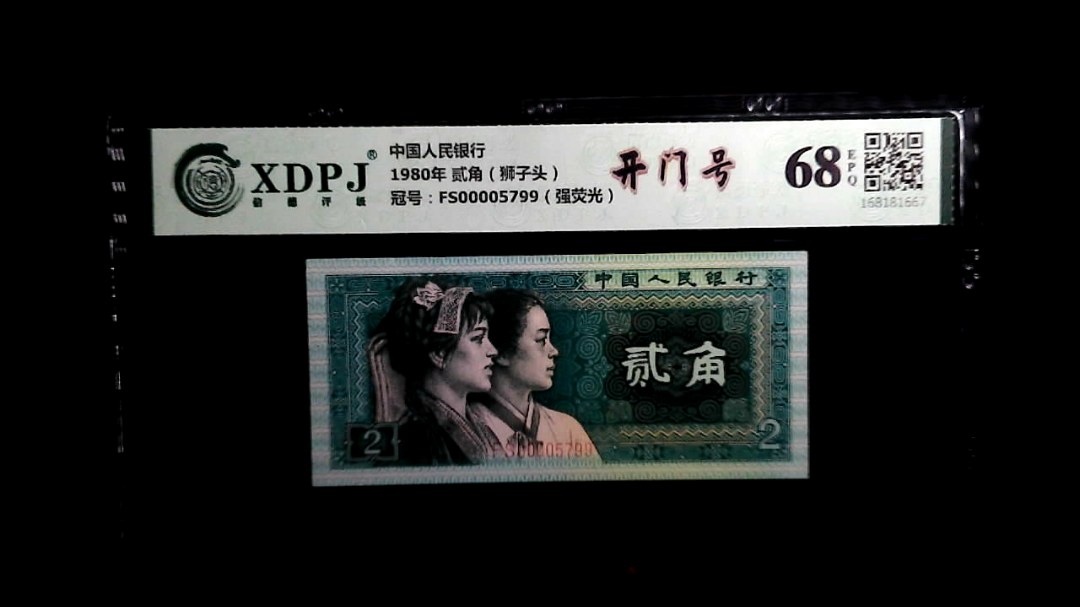 XDPJ®
信德评级
中国人民银行
1980年 贰角（狮子头）
冠号：FS00005799（强荧光）
开门号
68
EPQ
168181667
中国人民银行
贰角
2
2
FS00005799